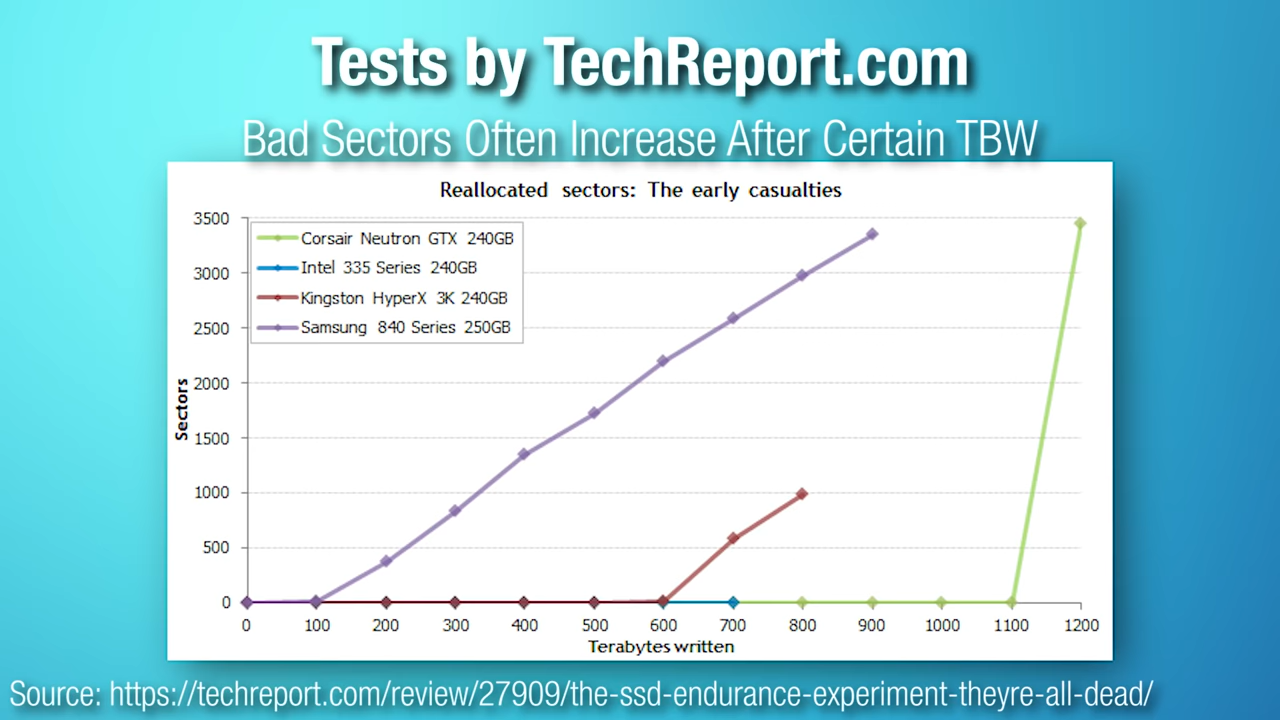 Tests by TechReport.com
Bad Sectors Often Increase After Certain TBW
Reallocated sectors: The early casualties
3500
3000
2500
2000
1500
1000
500
0
Sectors
Corsair Neutron GTX 240GB
Intel 335 Series 240GB
Kingston HyperX 3K 240GB
Samsung 840 Series 250GB
0 100 200 300 400 500 600 700 800 900 1000 1100 1200
Terabytes written
Source: https://techreport.com/review/27909/the-ssd-endurance-experiment-theyre-all-dead/